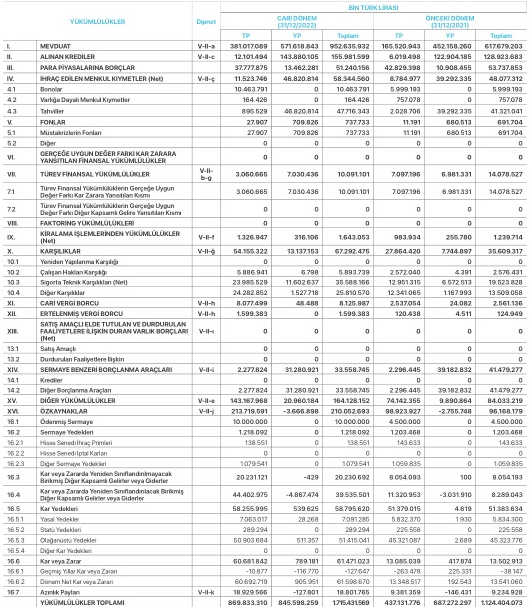 BİN TÜRK LİRASI
YÜKÜMLÜLÜKLER Dipnot CARİ DÖNEM (31/12/2022) ÖNCEKİ DÖNEM (31/12/2021)
TP YP Toplam TP YP Toplam
I. MEVDUAT V-II-a 381.017.089 571.618.843 952.635.932 165.520.943 452.158.260 617.679.203
II. ALINAN KREDİLER V-II-c 12.101.494 143.880.105 155.981.599 6.019.498 122.904.185 128.923.683
III. PARA PİYASALARINA BORÇLAR 37.777.875 13.462.281 51.240.156 42.829.398 10.908.455 53.737.853
IV. İHRAÇ EDİLEN MENKUL KIYMETLER (Net) V-II-ç 11.523.746 46.820.814 58.344.560 8.784.977 39.292.335 48.077.312
4.1 Bonolar 10.463.791 0 10.463.791 5.999.193 0 5.999.193
4.2 Varlığa Dayalı Menkul Kıymetler 164.426 0 164.426 757.078 0 757.078
4.3 Tahviller 895.529 46.820.814 47.716.343 2.028.706 39.292.335 41.321.041
V. FONLAR 27.907 709.826 737.733 11.191 680.513 691.704
5.1 Müstakrizlerin Fonları 27.907 709.826 737.733 11.191 680.513 691.704
5.2 Diğer 0 0 0 0 0 0
VI. GERÇEĞE UYGUN DEĞER FARKI KAR ZARARA YANSITILAN FİNANSAL YÜKÜMLÜLÜKLER 0 0 0 0 0 0
VII. TÜREV FİNANSAL YÜKÜMLÜLÜKLER V-II-b-g 3.060.665 7.030.436 10.091.101 7.097.196 6.981.331 14.078.527
7.1 Türev Finansal Yükümlülüklerin Gerçeğe Uygun Değer Farkı Kar Zarara Yansıtılan Kısmı 3.060.665 7.030.436 10.091.101 7.097.196 6.981.331 14.078.527
7.2 Türev Finansal Yükümlülüklerin Gerçeğe Uygun Değer Farkı Diğer Kapsamlı Gelire Yansıtılan Kısmı 0 0 0 0 0 0
VIII. FAKTORİNG YÜKÜMLÜLÜKLERİ 0 0 0 0 0 0
IX. KİRALAMA İŞLEMLERİNDEN YÜKÜMLÜLÜKLER (Net) V-II-f 1.326.947 316.106 1.643.053 983.934 255.780 1.239.714
X. KARŞILIKLAR V-II-ğ 54.155.322 13.137.153 67.292.475 27.864.420 7.744.897 35.609.317
10.1 Yeniden Yapılanma Karşılığı 0 0 0 0 0 0
10.2 Çalışan Hakları Karşılığı 5.886.941 6.798 5.893.739 2.572.040 4.391 2.576.431
10.3 Sigorta Teknik Karşılıkları (Net) 23.985.529 11.602.637 35.588.166 12.951.315 6.572.513 19.523.828
10.4 Diğer Karşılıklar 24.282.852 1.527.718 25.810.570 12.341.065 1.167.993 13.509.058
XI. CARİ VERGİ BORCU V-II-h 8.077.499 48.488 8.125.987 2.537.054 24.082 2.561.136
XII. ERTELENMİŞ VERGİ BORCU V-II-h 1.599.383 0 1.599.383 120.438 4.511 124.949
XIII. SATIŞ AMAÇLI ELDE TUTULAN VE DURDURULAN FAALİYETLERE İLİŞKİN DURAN VARLIK BORÇLARI (Net) V-II-ı 0 0 0 0 0 0
13.1 Satış Amaçlı 0 0 0 0 0 0
13.2 Durdurulan Faaliyetlere İlişkin 0 0 0 0 0 0
XIV. SERMAYE BENZERİ BORÇLANMA ARAÇLARI V-II-i 2.277.824 31.280.921 33.558.745 2.296.445 39.182.832 41.479.277
14.1 Krediler 0 0 0 0 0 0
14.2 Diğer Borçlanma Araçları 2.277.824 31.280.921 33.558.745 2.296.445 39.182.832 41.479.277
XV. DİĞER YÜKÜMLÜLÜKLER V-II-e 143.167.968 20.960.184 164.128.152 74.142.355 9.890.864 84.033.219
XVI. ÖZKAYNAKLAR V-II-j 213.719.591 -3.666.898 210.052.693 98.923.927 -2.755.748 96.168.179
16.1 Ödenmiş Sermaye 10.000.000 0 10.000.000 4.500.000 0 4.500.000
16.2 Sermaye Yedekleri 1.218.092 0 1.218.092 1.203.468 0 1.203.468
16.2.1 Hisse Senedi İhraç Primleri 138.551 0 138.551 143.633 0 143.633
16.2.2 Hisse Senedi İptal Karları 0 0 0 0 0 0
16.2.3 Diğer Sermaye Yedekleri 1.079.541 0 1.079.541 1.059.835 0 1.059.835
16.3 Kar veya Zararda Yeniden Sınıflandırılmayacak Birikmiş Diğer Kapsamlı Gelirler veya Giderler 20.231.121 -429 20.230.692 8.054.093 100 8.054.193
16.4 Kar veya Zararda Yeniden Sınıflandırılacak Birikmiş Diğer Kapsamlı Gelirler veya Giderler 44.402.975 -4.867.474 39.535.501 11.320.953 -3.031.910 8.289.043
16.5 Kar Yedekleri 58.255.995 539.625 58.795.620 51.379.015 4.619 51.383.634
16.5.1 Yasal Yedekler 7.063.017 28.268 7.091.285 5.832.370 1.930 5.834.300
16.5.2 Statü Yedekleri 289.294 0 289.294 225.558 0 225.558
16.5.3 Olağanüstü Yedekler 50.903.684 511.357 51.415.041 45.321.087 2.689 45.323.776
16.5.4 Diğer Kar Yedekleri 0 0 0 0 0 0
16.6 Kar veya Zarar 60.681.842 789.181 61.471.023 13.085.039 417.874 13.502.913
16.6.1 Geçmiş Yıllar Kar veya Zararı -10.877 -116.770 -127.647 -263.478 225.331 -38.147
16.6.2 Dönem Net Kar veya Zararı 60.692.719 905.951 61.598.670 13.348.517 192.543 13.541.060
16.7 Azınlık Payları V-II-k 18.929.566 -127.801 18.801.765 9.381.359 -146.431 9.234.928
YÜKÜMLÜLÜKLER TOPLAMI 869.833.310 845.598.259 1.715.431.569 437.131.776 687.272.297 1.124.404.073